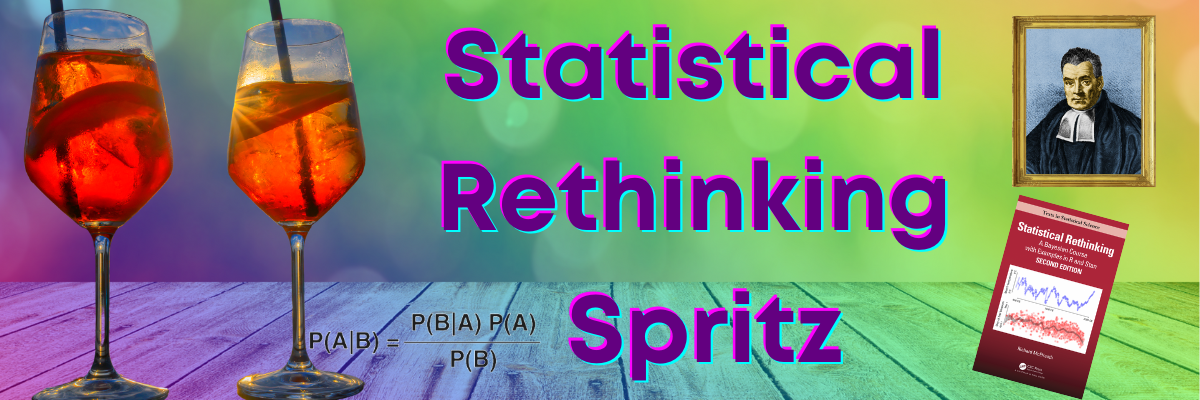 Statistical
Rethinking
Spritz
P(A|B) = P(B|A) P(A)
P(B)
Texts in Statistical Science
Statistical Rethinking
A Bayesian Course
with Examples in R and Stan
SECOND EDITION
Richard McElreath
CRC Press